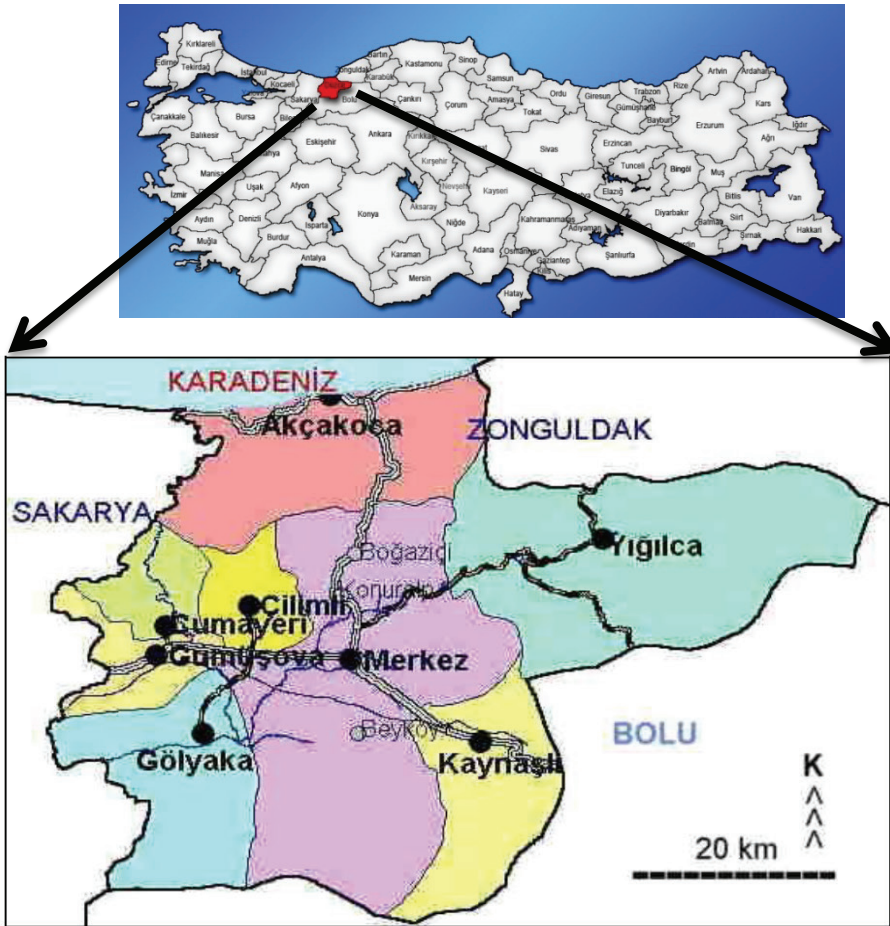 Kırklareli
Edirne
Tekirdağ
İstanbul
Kocaeli
Sakarya
Zonguldak
Bartın
Karabük
Kastamonu
Sinop
Samsun
Bolu
Çankırı
Çorum
Amasya
Tokat
Ordu
Giresun
Trabzon
Gümüşhane
Rize
Bayburt
Artvin
Ardahan
Kars
Iğdır
Erzurum
Ağrı
Çanakkale
Balıkesir
Bursa
Eskişehir
Ankara
Sivas
Erzincan
Tunceli
Bingöl
Muş
Bitlis
Van
Manisa
Kırşehir
Nevşehir
Kayseri
Elazığ
Diyarbakır
Siirt
Hakkari
Şırnak
İzmir
Uşak
Afyon
Aydın
Denizli
Isparta
Konya
Aksaray
Niğde
Kahramanmaraş
Adıyaman
Muğla
Burdur
Antalya
Karaman
Mersin
Adana
Osmaniye
Gaziantep
Kilis
Şanlıurfa
Hatay
KARADENİZ
Akçakoca
ZONGULDAK
SAKARYA
Boğaziçi
Yığılca
Konuralp
Cilimli
Cumayeri
Gümüşova
Merkez
Beyköy
Gölyaka
Kaynaşlı
BOLU
K
20 km